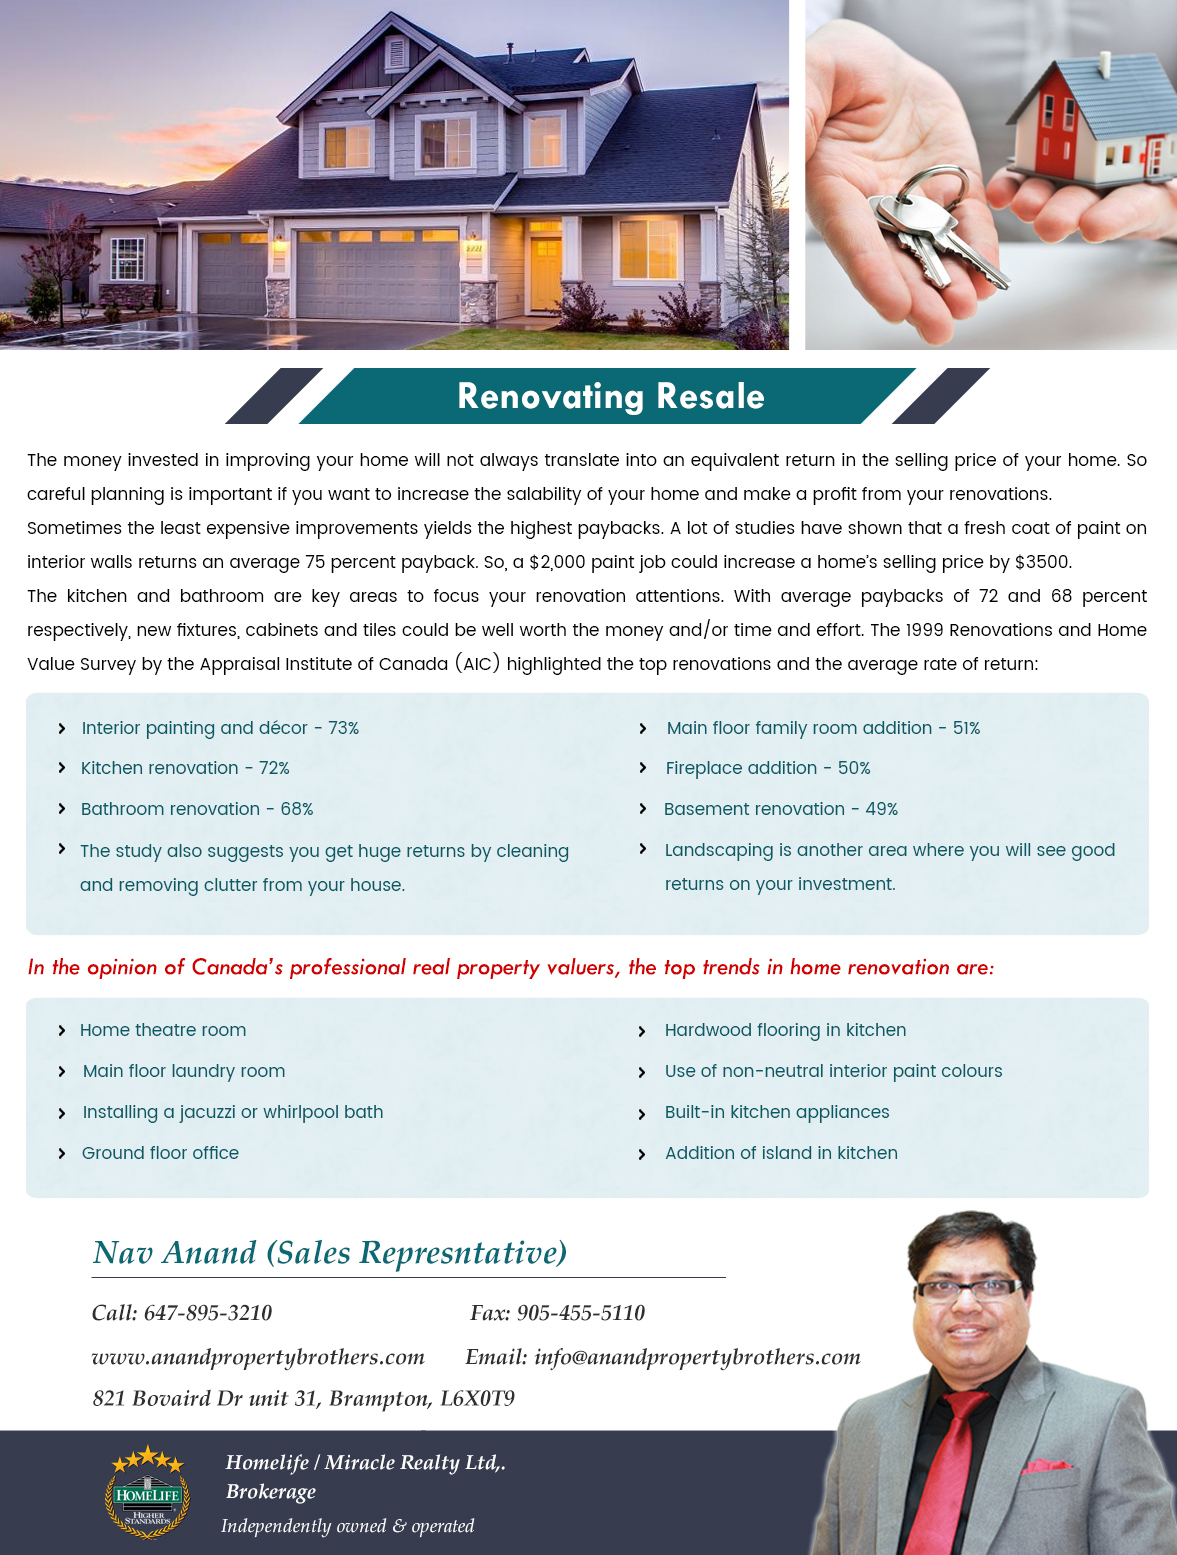 Renovating Resale
The money invested in improving your home will not always translate into an equivalent return in the selling price of your home. So
careful planning is important if you want to increase the salability of your home and make a profit from your renovations.
Sometimes the least expensive improvements yields the highest paybacks. A lot of studies have shown that a fresh coat of paint on
interior walls returns an average 75 percent payback. So, a $2,000 paint job could increase a home's selling price by $3500.
The kitchen and bathroom are key areas to focus your renovation attentions. With average paybacks of 72 and 68 percent
respectively, new fixtures, cabinets and tiles could be well worth the money and/or time and effort. The 1999 Renovations and Home
Value Survey by the Appraisal Institute of Canada (AIC) highlighted the top renovations and the average rate of return:
Interior painting and décor - 73%
Kitchen renovation - 72%
Bathroom renovation - 68%
The study also suggests you get huge returns by cleaning
and removing clutter from your house.
Main floor family room addition - 51%
Fireplace addition - 50%
Basement renovation - 49%
Landscaping is another area where you will see good
returns on your investment.
In the opinion of Canada's professional real property valuers, the top trends in home renovation are:
Home theatre room
Main floor laundry room
Installing a jacuzzi or whirlpool bath
Ground floor office
Hardwood flooring in kitchen
Use of non-neutral interior paint colours
Built-in kitchen appliances
Addition of island in kitchen
Nav Anand (Sales Represntative)
Call: 647-895-3210
Fax: 905-455-5110
www.anandpropertybrothers.com
Email: info@anandpropertybrothers.com
821 Bovaird Dr unit 31, Brampton, L6X0T9
HOMELIFE
HIGHER
STANDARDS
Homelife / Miracle Realty Ltd,.
Brokerage
Independently owned & operated